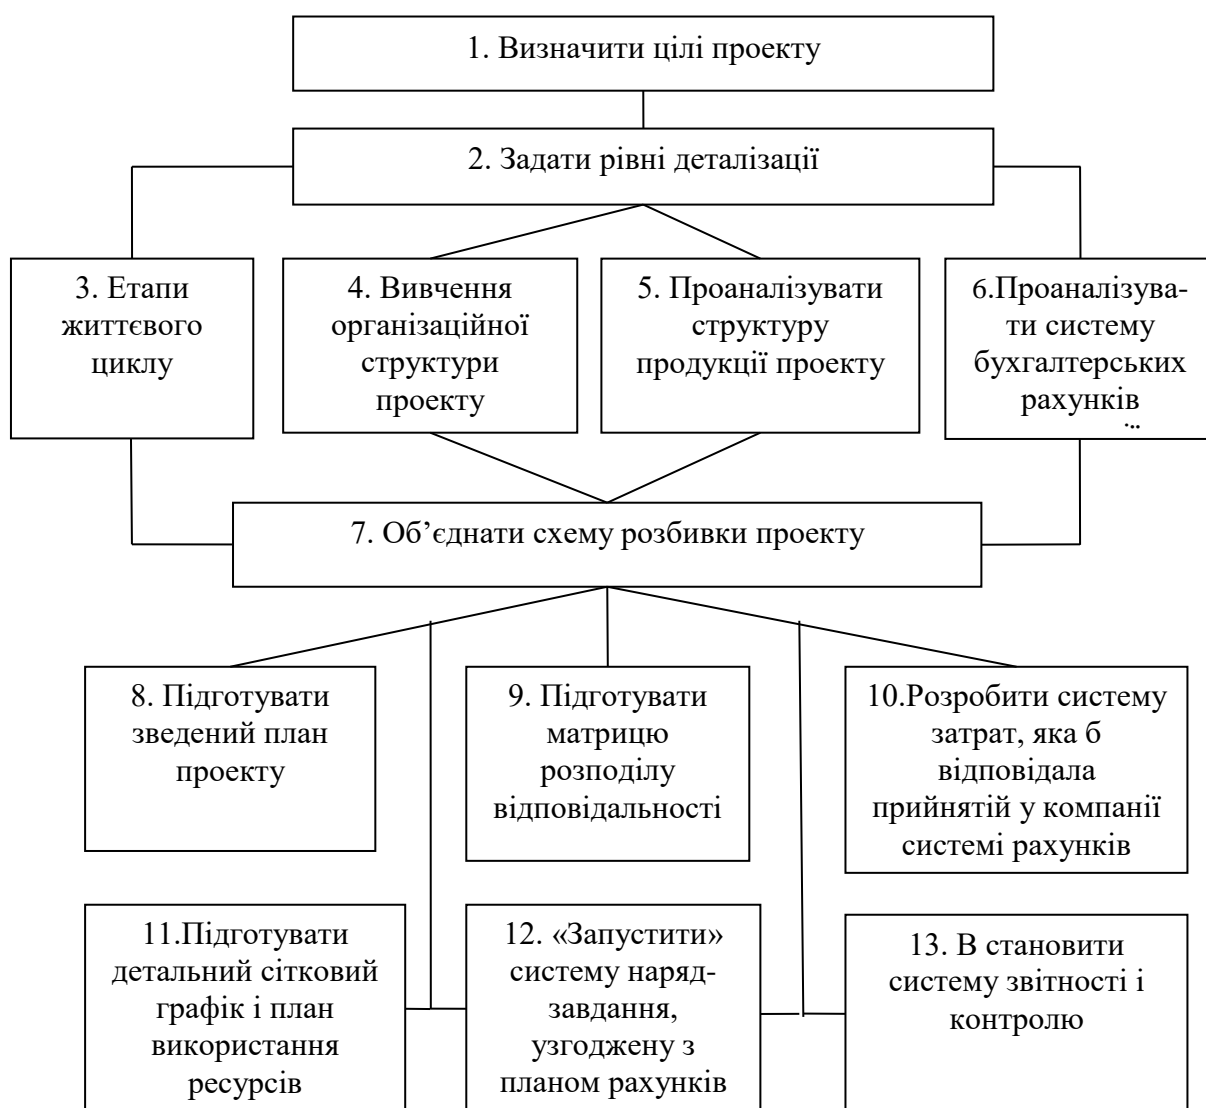 1. Визначити цілі проекту
2. Задати рівні деталізації
3. Етапи
життєвого
циклу
4. Вивчення
організаційної
структури
проекту
5. Проаналізувати
структуру
продукції проекту
6.Проаналізува-
ти систему
бухгалтерських
рахунків
7. Об’єднати схему розбивки проекту
8. Підготувати
зведений план
проекту
9. Підготувати
матрицю
розподілу
відповідальності
10.Розробити систему
затрат, яка б
відповідала
прийнятій у компанії
системі рахунків
11.Підготувати
детальний сітковий
графік і план
використання
ресурсів
12. «Запустити»
систему наряд-
завдання,
узгоджену з
планом рахунків
13. В становити
систему звітності і
контролю